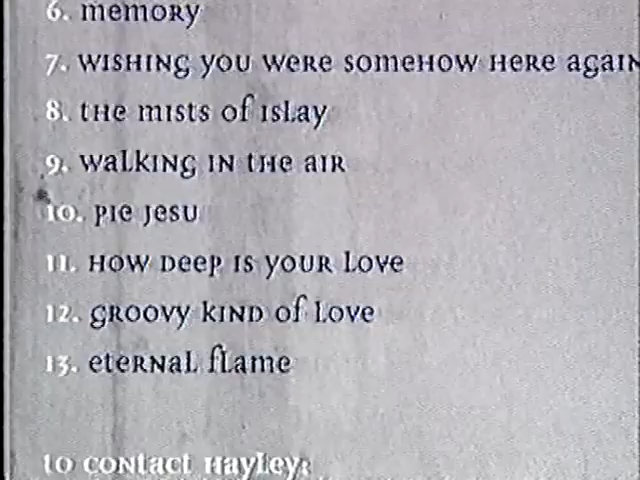 6. memory
7. wishing you were somehow here again
8. the mists of islay
9. walking in the air
10. pie jesu
11. how deep is your love
12. groovy kind of love
13. eternal flame
to contact hayley: